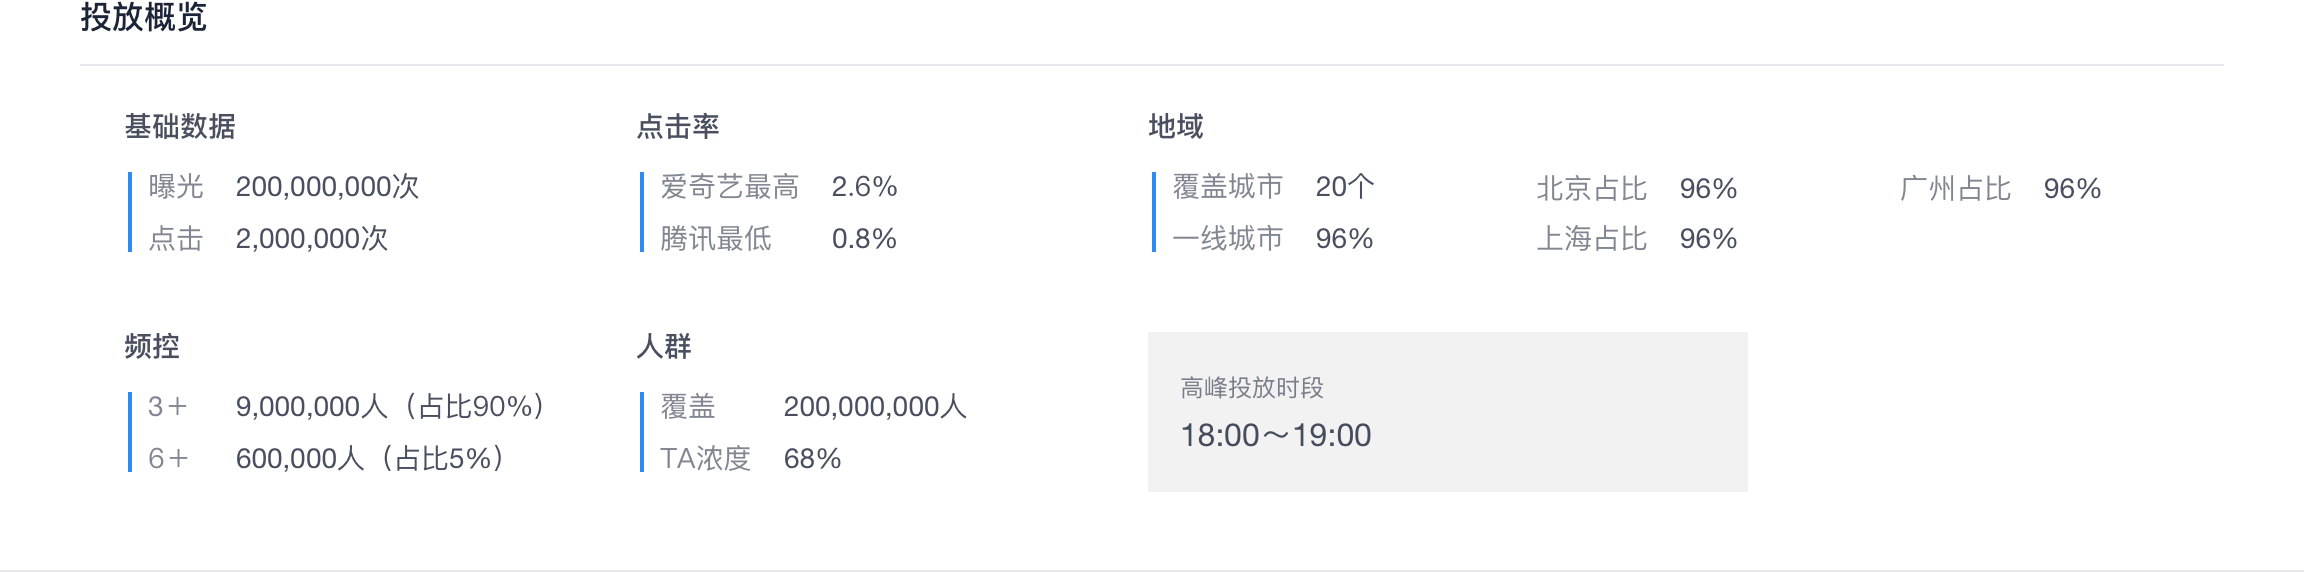 投放概览
基础数据
曝光 200,000,000次
点击 2,000,000次
点击率
爱奇艺最高 2.6%
腾讯最低 0.8%
地域
覆盖城市 20个 北京占比 96% 广州占比 96%
一线城市 96% 上海占比 96%
频控
3+ 9,000,000人（占比90%）
6+ 600,000人（占比5%）
人群
覆盖 200,000,000人
TA浓度 68%
高峰投放时段
18:00～19:00